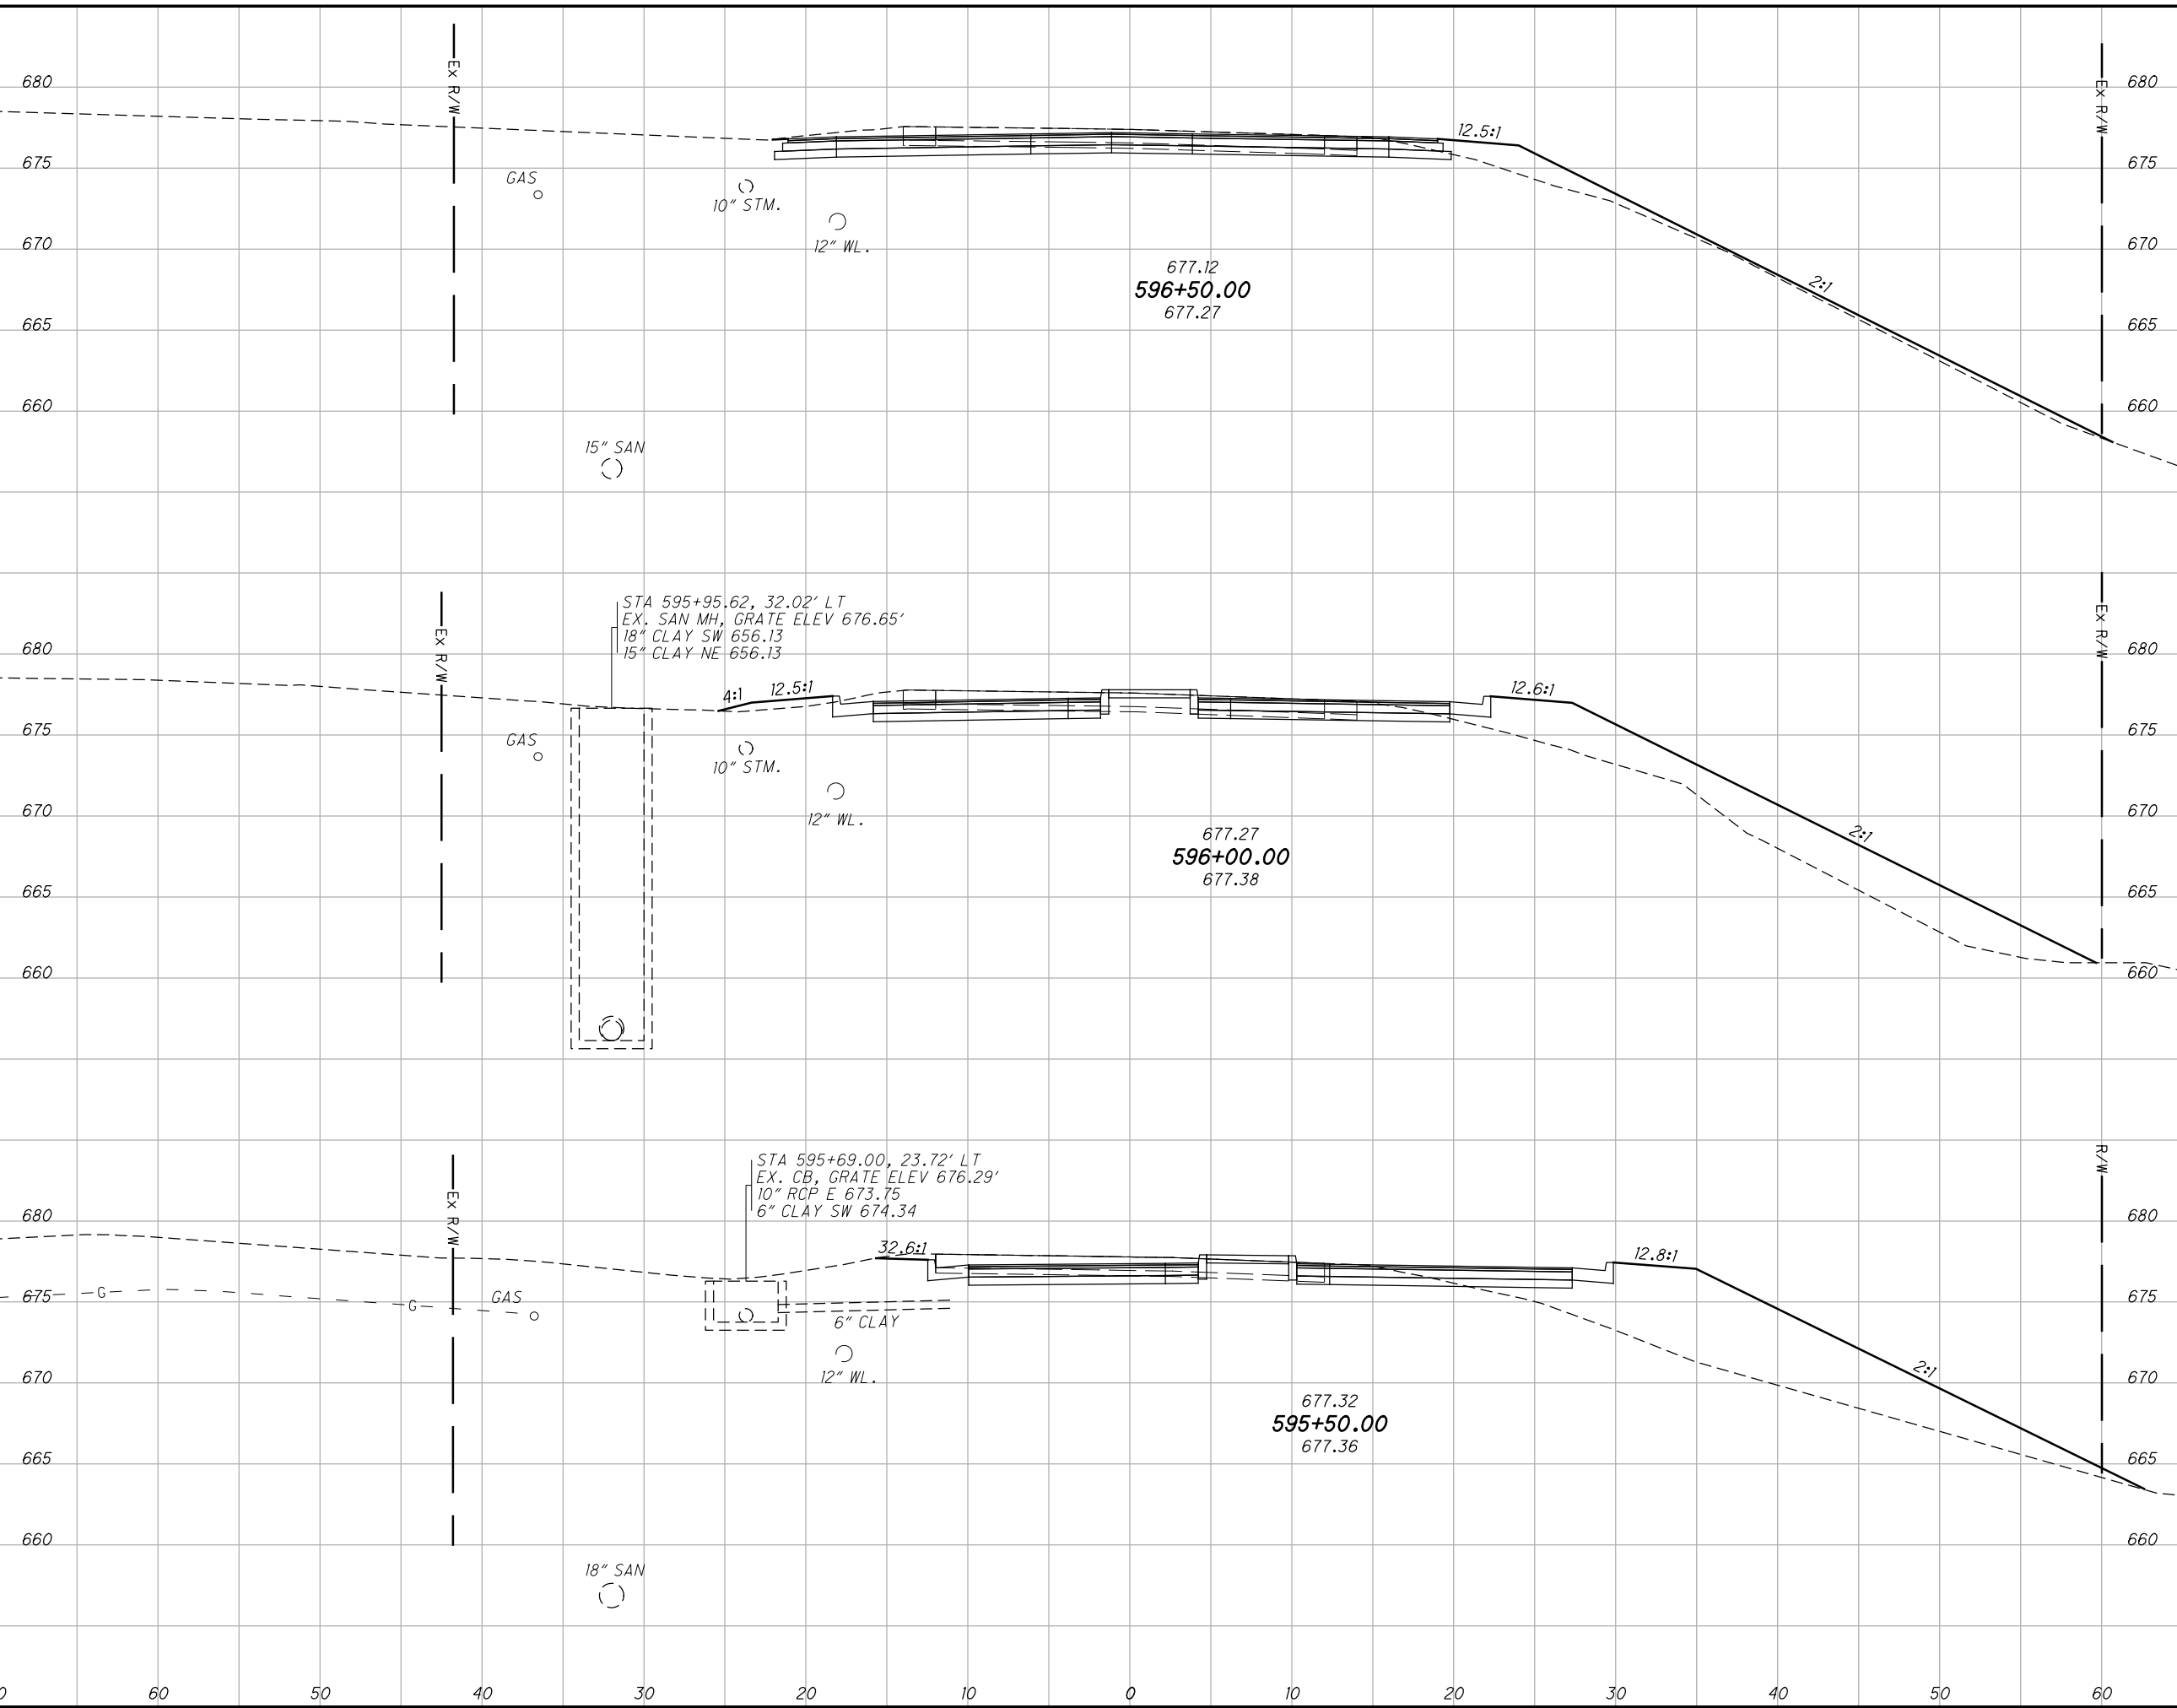 Ex R/W
Ex R/W
680 680
12.5:1
675 675
GAS
10" STM.
12" WL.
670 670
677.12
596+50.00
677.27
2:1
665 665
660 660
15" SAN
STA 595+95.62, 32.02' LT
EX. SAN MH, GRATE ELEV 676.65'
18" CLAY SW 656.13
15" CLAY NE 656.13
Ex R/W
Ex R/W
680 680
4:1 12.5:1 12.6:1
675 675
GAS
10" STM.
12" WL.
670 670
677.27
596+00.00
677.38
2:1
665 665
660 660
STA 595+69.00, 23.72' LT
EX. CB, GRATE ELEV 676.29'
10" RCP E 673.75
6" CLAY SW 674.34
Ex R/W
R/W
680 680
32.6:1 12.8:1
675 675
G G GAS
6" CLAY
12" WL.
670 670
677.32
595+50.00
677.36
2:1
665 665
660 660
18" SAN
0 60 50 40 30 20 10 0 10 20 30 40 50 60